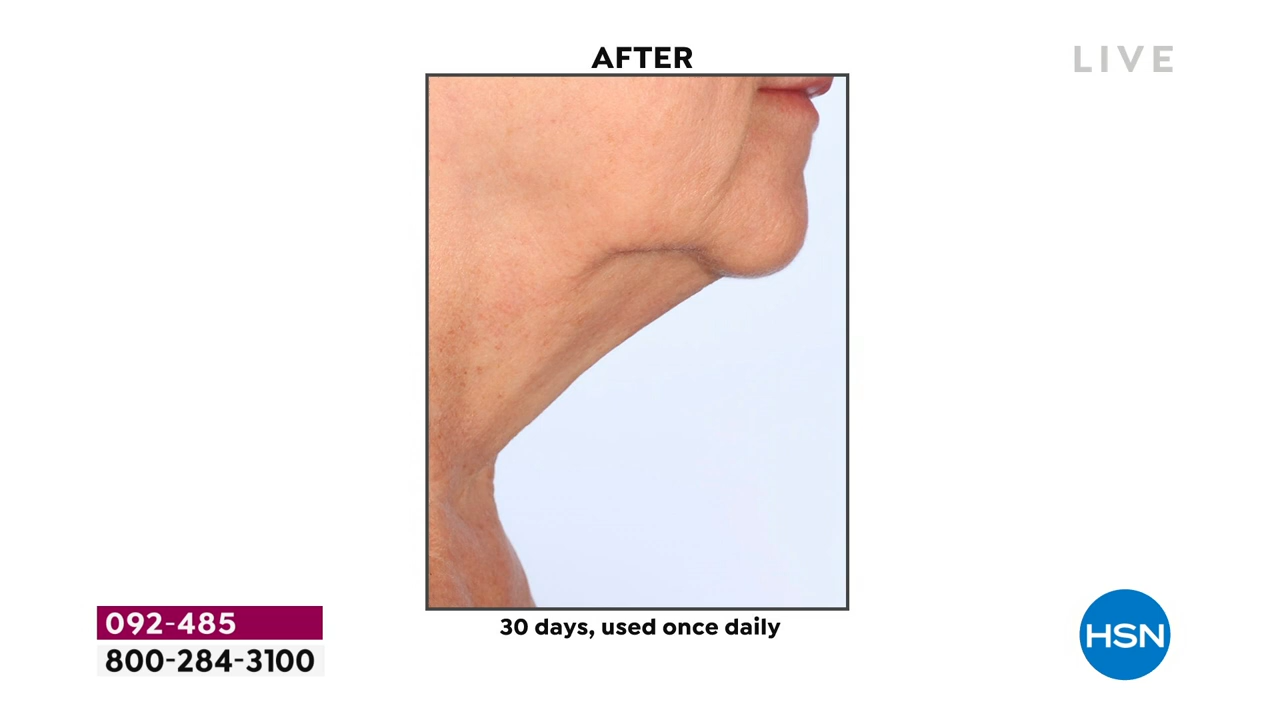 AFTER
LIVE
30 days, used once daily
092-485
800-284-3100
HSN